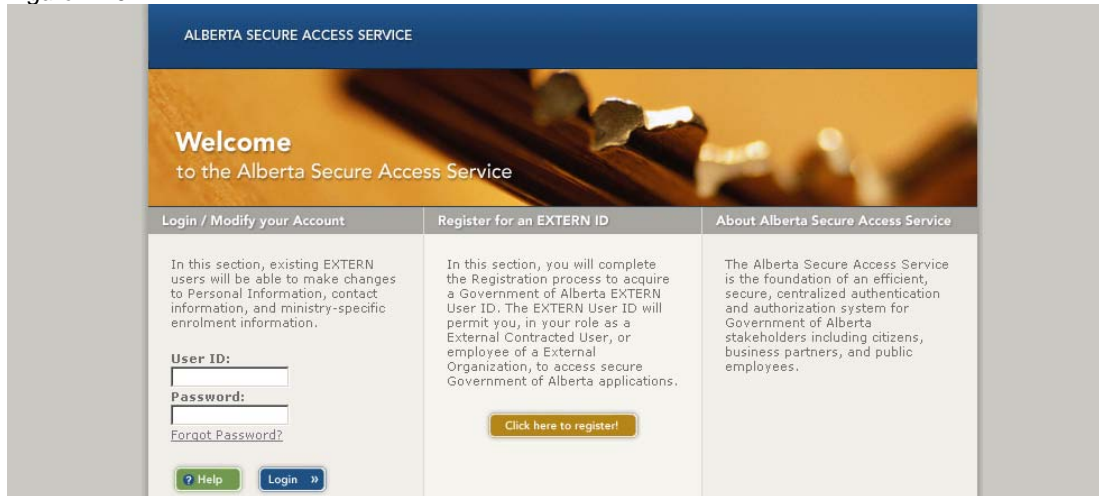 ALBERTA SECURE ACCESS SERVICE
Welcome
to the Alberta Secure Access Service
Login / Modify your Account
In this section, existing EXTERN
users will be able to make changes
to Personal Information, contact
information, and ministry-specific
enrolment information.
User ID:
Password:
Forgot Password?
? Help
Login »
Register for an EXTERN ID
In this section, you will complete
the Registration process to acquire
a Government of Alberta EXTERN
User ID. The EXTERN User ID will
permit you, in your role as a
External Contracted User, or
employee of a External
Organization, to access secure
Government of Alberta applications.
Click here to register!
About Alberta Secure Access Service
The Alberta Secure Access Service
is the foundation of an efficient,
secure, centralized authentication
and authorization system for
Government of Alberta
stakeholders including citizens,
business partners, and public
employees.